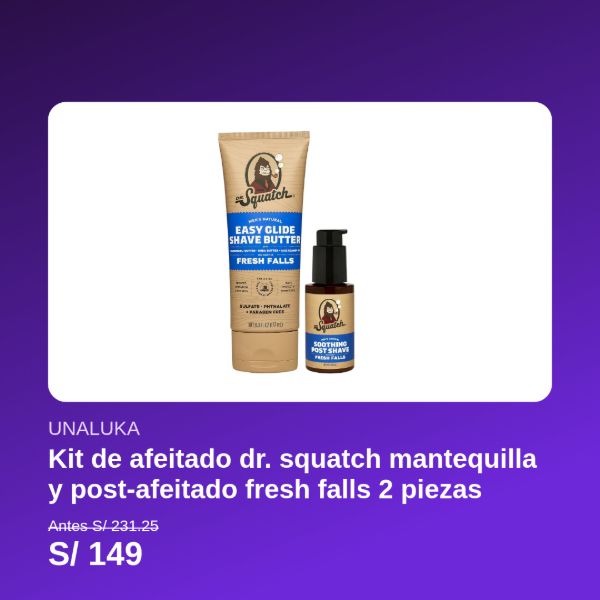 DR.
Squatch
MEN'S NATURAL
EASY GLIDE
SHAVE BUTTER
FRESH FALLS
SULFATE · PHTHALATE
+ PARABEN FREE
DR.
Squatch
SOOTHING
POST SHAVE
FRESH FALLS
UNALUKA
Kit de afeitado dr. squatch mantequilla
y post-afeitado fresh falls 2 piezas
Antes S/ 231.25
S/ 149